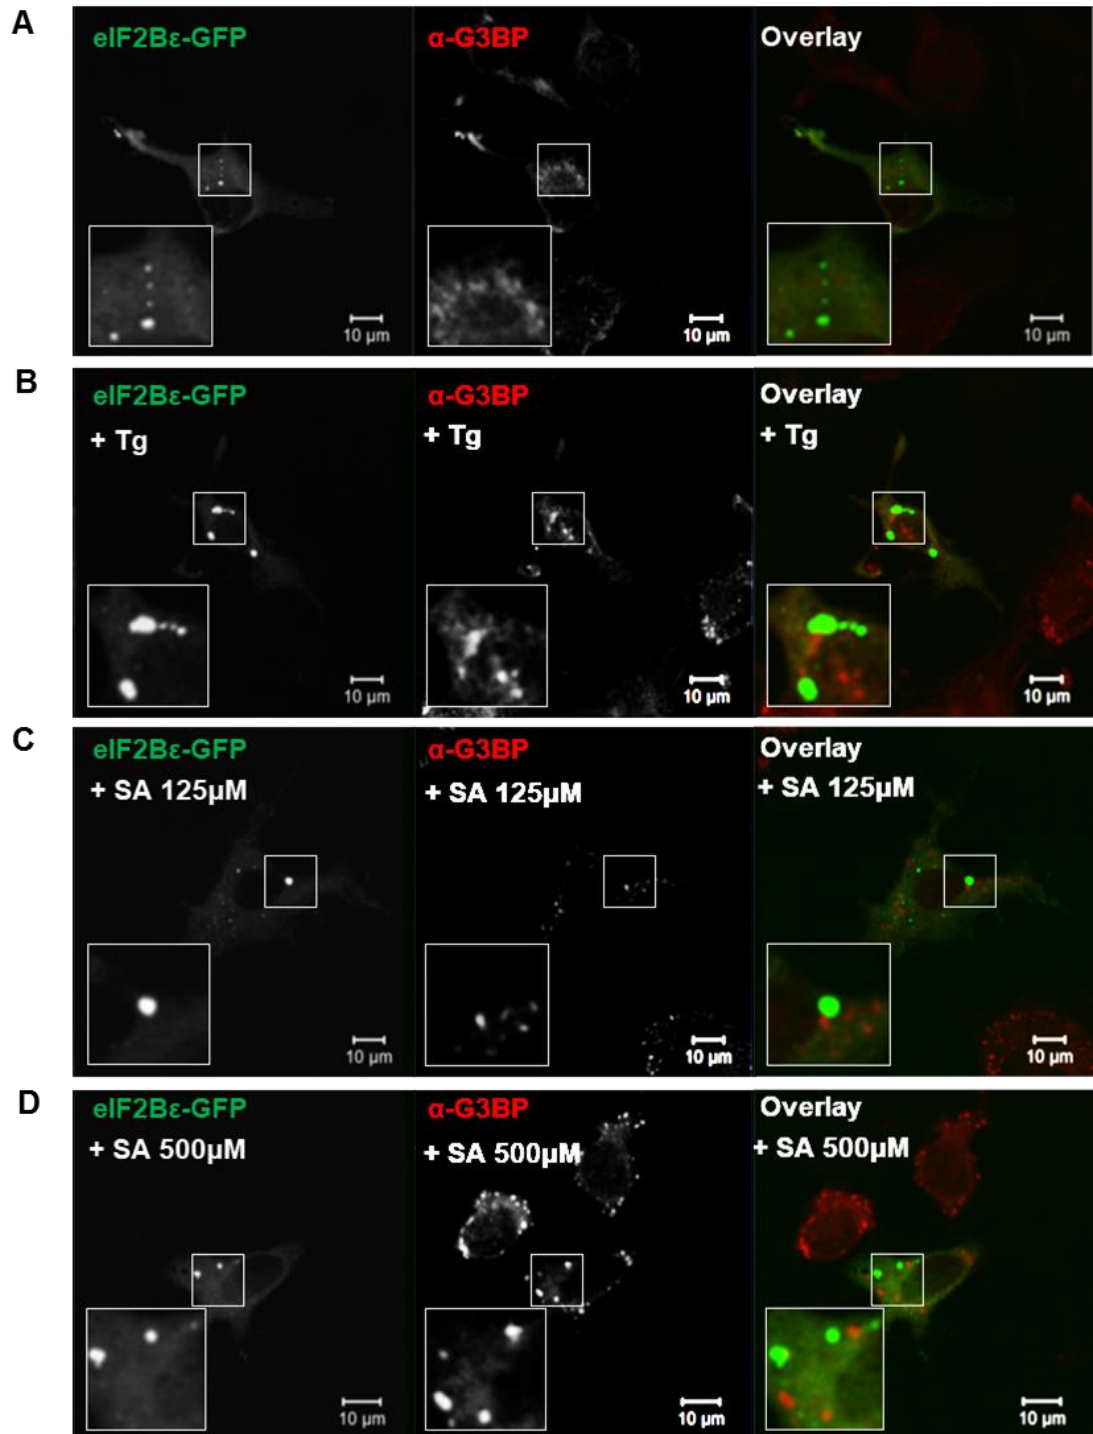 A
eIF2Bε-GFP
α-G3BP
Overlay
10 µm
10 µm
10 µm
B
eIF2Bε-GFP
+ Tg
α-G3BP
+ Tg
Overlay
+ Tg
10 µm
10 µm
10 µm
C
eIF2Bε-GFP
+ SA 125µM
α-G3BP
+ SA 125µM
Overlay
+ SA 125µM
10 µm
10 µm
10 µm
D
eIF2Bε-GFP
+ SA 500µM
α-G3BP
+ SA 500µM
Overlay
+ SA 500µM
10 µm
10 µm
10 µm